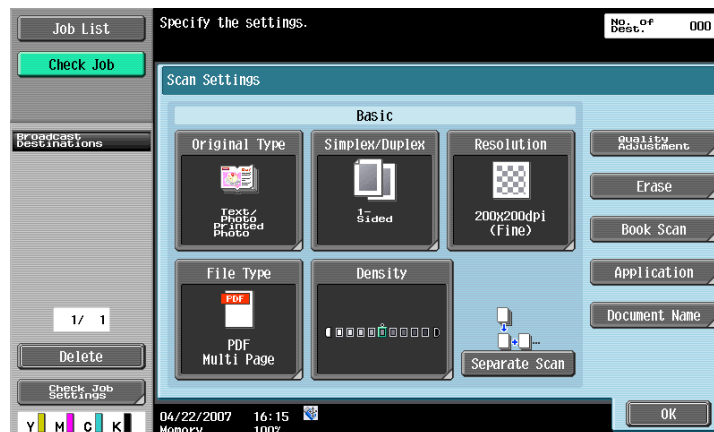 Job List
Check Job
Broadcast
Destinations
1/ 1
Delete
Check Job
Settings
Y M C K
Specify the settings.
No. of
Dest.
000
Scan Settings
Basic
Original Type
Text/
Photo
Printed
Photo
Simplex/Duplex
1-
Sided
Resolution
200x200dpi
(Fine)
File Type
PDF
PDF
Multi Page
Density
Separate Scan
Quality
Adjustment
Erase
Book Scan
Application
Document Name
04/22/2007 16:15
Memory 100%
OK